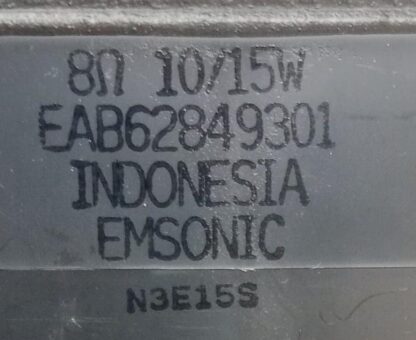 8Ω 10/15W
EAB62849301
INDONESIA
EMSONIC
N3E15S